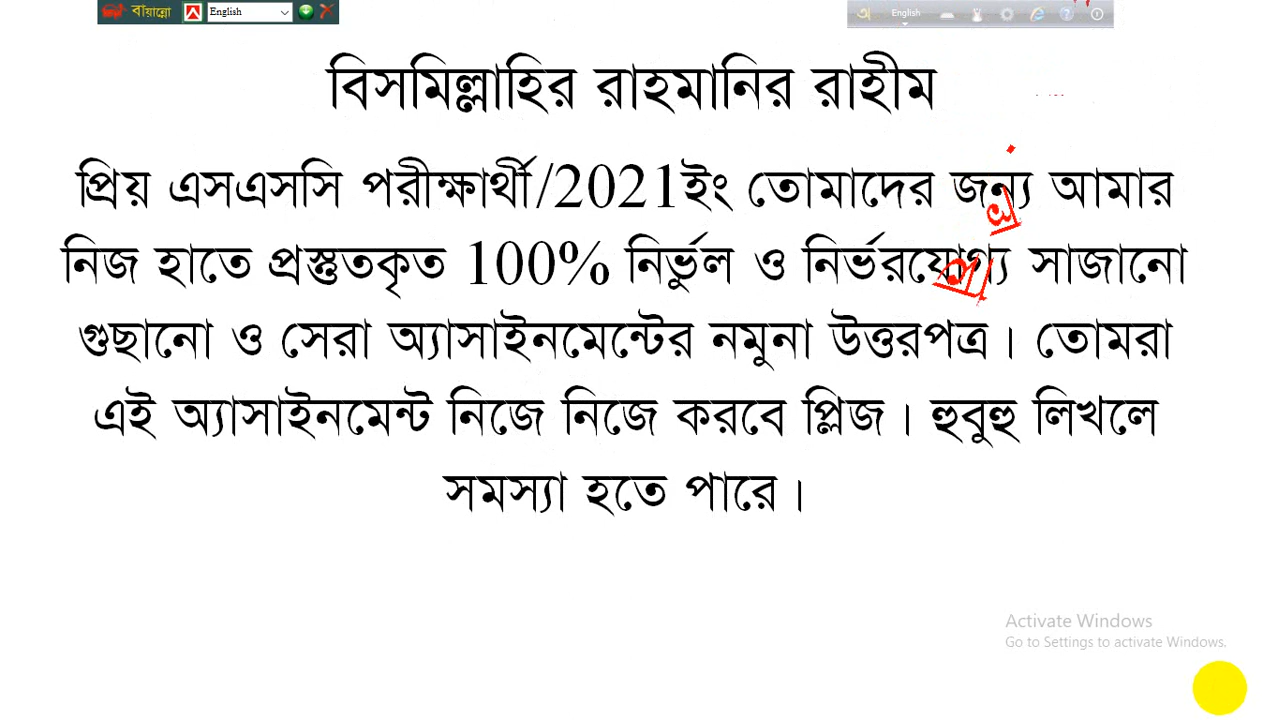 বায়ান্নো English
English
বিসমিল্লাহির রাহমানির রাহীম
প্রিয় এসএসসি পরীক্ষার্থী/2021ইং তোমাদের জন্য আমার
নিজ হাতে প্রস্তুতকৃত 100% নির্ভুল ও নির্ভরযোগ্য সাজানো
গুছানো ও সেরা অ্যাসাইনমেন্টের নমুনা উত্তরপত্র। তোমরা
এই অ্যাসাইনমেন্ট নিজে নিজে করবে প্লিজ। হুবুহু লিখলে
সমস্যা হতে পারে।
Activate Windows
Go to Settings to activate Windows.